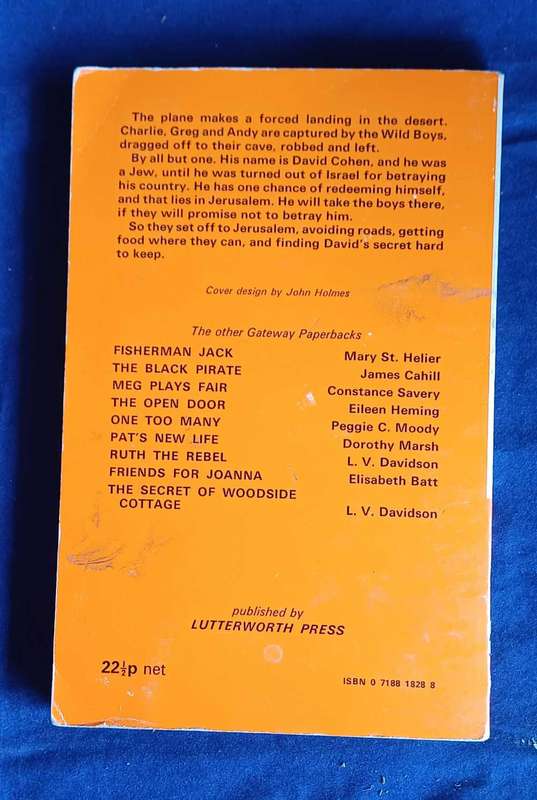 The plane makes a forced landing in the desert.
Charlie, Greg and Andy are captured by the Wild Boys,
dragged off to their cave, robbed and left.
By all but one. His name is David Cohen, and he was
a Jew, until he was turned out of Israel for betraying
his country. He has one chance of redeeming himself,
and that lies in Jerusalem. He will take the boys there,
if they will promise not to betray him.
So they set off to Jerusalem, avoiding roads, getting
food where they can, and finding David's secret hard
to keep.
Cover design by John Holmes
The other Gateway Paperbacks
FISHERMAN JACK Mary St. Helier
THE BLACK PIRATE James Cahill
MEG PLAYS FAIR Constance Savery
THE OPEN DOOR Eileen Heming
ONE TOO MANY Peggie C. Moody
PAT'S NEW LIFE Dorothy Marsh
RUTH THE REBEL L. V. Davidson
FRIENDS FOR JOANNA Elisabeth Batt
THE SECRET OF WOODSIDE
COTTAGE L. V. Davidson
published by
LUTTERWORTH PRESS
22½p net
ISBN 0 7188 1828 8